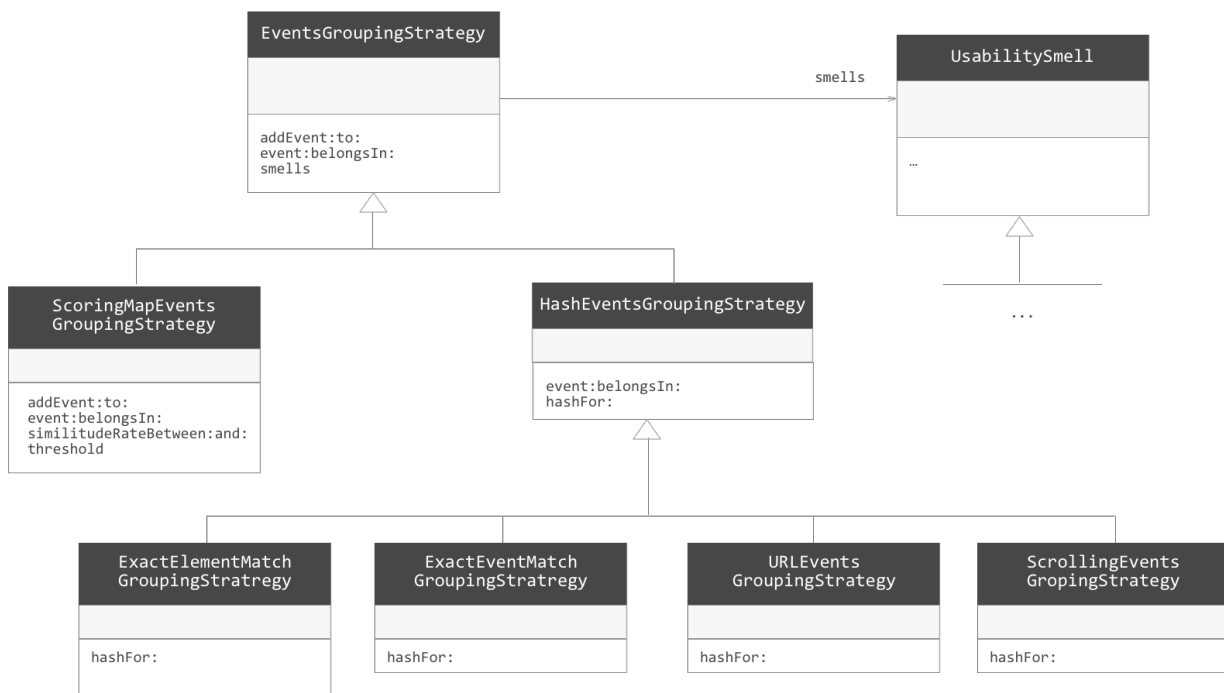 EventsGroupingStrategy
addEvent:to:
event:belongsIn:
smells
smells
UsabilitySmell
…
...
ScoringMapEvents
GroupingStrategy
addEvent:to:
event:belongsIn:
similitudeRateBetween:and:
threshold
HashEventsGroupingStrategy
event:belongsIn:
hashFor:
ExactElementMatch
GroupingStratregy
hashFor:
ExactEventMatch
GroupingStratregy
hashFor:
URLEvents
GroupingStrategy
hashFor:
ScrollingEvents
GropingStrategy
hashFor: